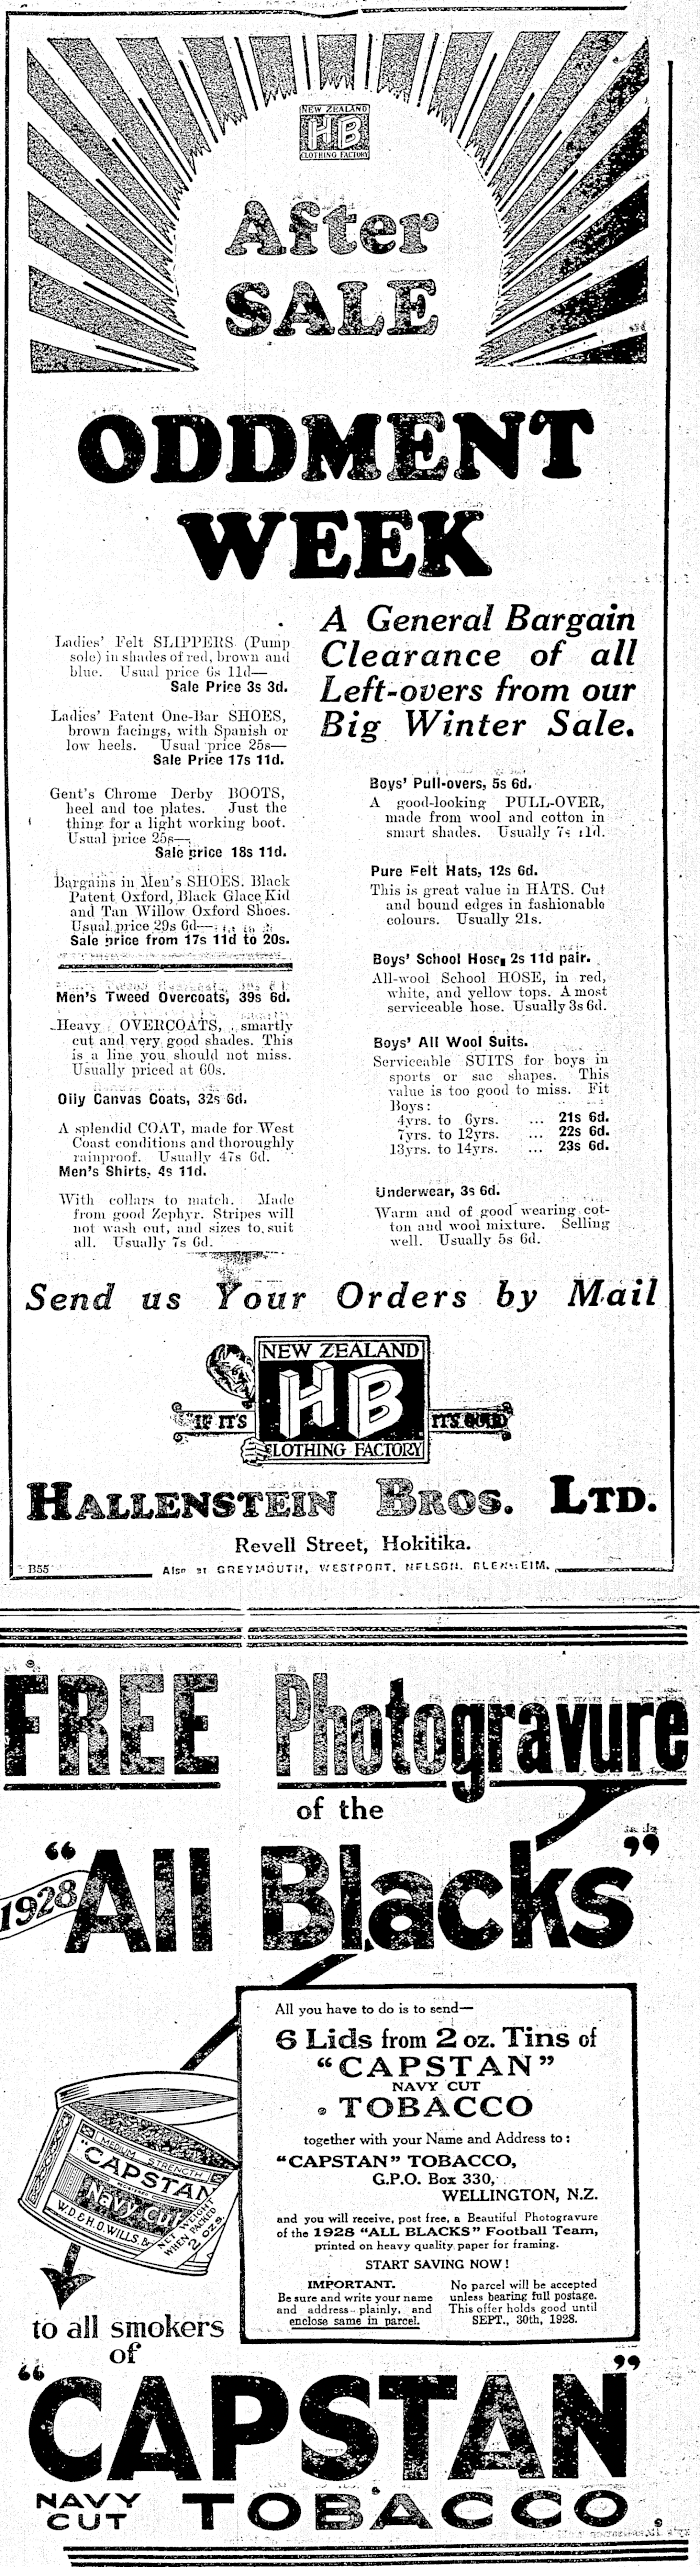 NEW ZEALAND
HB
CLOTHING FACTORY
After
SALE
ODDMENT
WEEK
Ladies' Felt SLIPPERS (Pump
sole) in shades of red, brown and
blue. Usual price 6s 11d—
Sale Price 3s 3d.
Ladies' Patent One-Bar SHOES,
brown facings, with Spanish or
low heels. Usual price 25s—
Sale Price 17s 11d.
Gent's Chrome Derby BOOTS,
heel and toe plates. Just the
thing for a light working boot.
Usual price 25s—
Sale price 18s 11d.
Bargains in Men's SHOES. Black
Patent Oxford, Black Glace Kid
and Tan Willow Oxford Shoes.
Usual price 29s 6d—
Sale price from 17s 11d to 20s.
Men's Tweed Overcoats, 39s 6d.
Heavy OVERCOATS, smartly
cut and very good shades. This
is a line you should not miss.
Usually priced at 60s.
Oily Canvas Coats, 32s 6d.
A splendid COAT, made for West
Coast conditions and thoroughly
rainproof. Usually 47s 6d.
Men's Shirts, 4s 11d.
With collars to match. Made
from good Zephyr. Stripes will
not wash out, and sizes to suit
all. Usually 7s 6d.
A General Bargain
Clearance of all
Left-overs from our
Big Winter Sale.
Boys' Pull-overs, 5s 6d.
A good-looking PULL-OVER,
made from wool and cotton in
smart shades. Usually 7s 11d.
Pure Felt Hats, 12s 6d.
This is great value in HATS. Cut
and bound edges in fashionable
colours. Usually 21s.
Boys' School Hose, 2s 11d pair.
All-wool School HOSE, in red,
white, and yellow tops. A most
serviceable hose. Usually 3s 6d.
Boys' All Wool Suits.
Serviceable SUITS for boys in
sports or sac shapes. This
value is too good to miss. Fit
Boys:
4yrs. to 6yrs. ... 21s 6d.
7yrs. to 12yrs. ... 22s 6d.
13yrs. to 14yrs. ... 23s 6d.
Underwear, 3s 6d.
Warm and of good wearing cot-
ton and wool mixture. Selling
well. Usually 5s 6d.
Send us Your Orders by Mail
NEW ZEALAND
"IF IT'S HB IT'S GOOD"
CLOTHING FACTORY
HALLENSTEIN BROS. LTD.
Revell Street, Hokitika.
B55 Also at GREYMOUTH, WESTPORT, NELSON, BLENHEIM.
FREE Photogravure
of the
1928 "All Blacks"
All you have to do is to send—
6 Lids from 2 oz. Tins of
"CAPSTAN"
NAVY CUT
TOBACCO
together with your Name and Address to:
"CAPSTAN" TOBACCO,
G.P.O. Box 330,
WELLINGTON, N.Z.
and you will receive, post free, a Beautiful Photogravure
of the 1928 "ALL BLACKS" Football Team,
printed on heavy quality paper for framing.
START SAVING NOW!
IMPORTANT.
Be sure and write your name
and address plainly, and
enclose same in parcel.
No parcel will be accepted
unless bearing full postage.
This offer holds good until
SEPT., 30th, 1928.
MEDIUM STRENGTH
"CAPSTAN"
Navy Cut
W.D. & H.O. WILLS,
NET WEIGHT
WHEN PACKED
2 ozs.
to all smokers
of
"CAPSTAN"
NAVY
CUT TOBACCO.